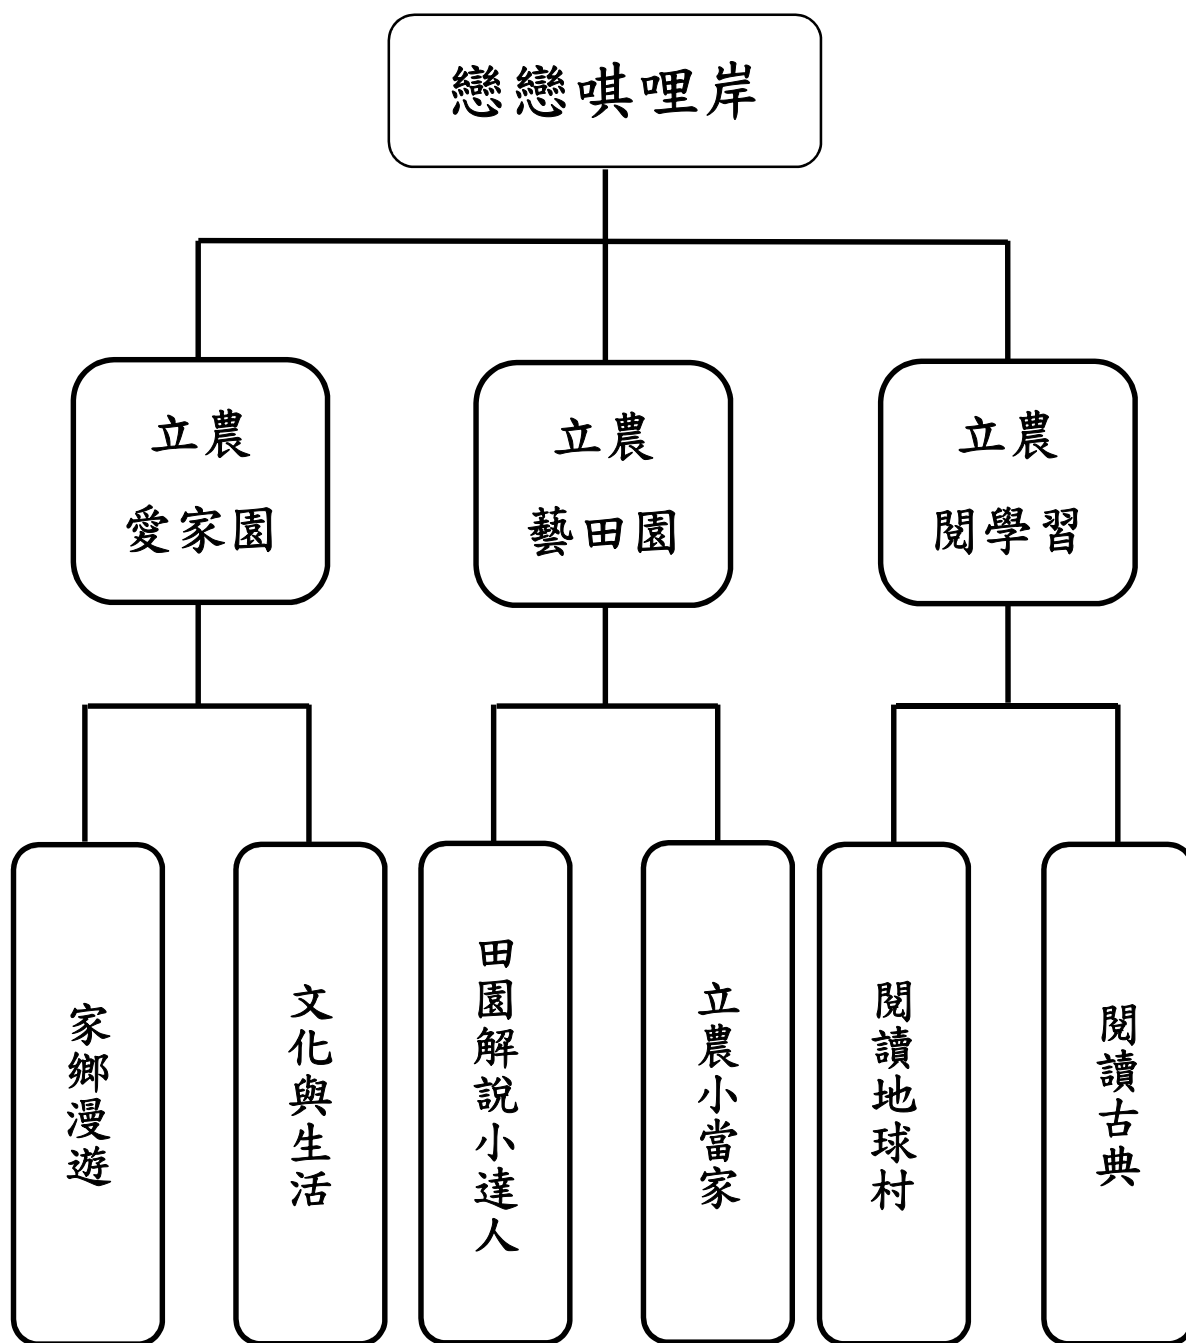 戀戀唭哩岸
立農
愛家園
立農
藝田園
立農
閱學習
家鄉漫遊
文化與生活
田園解說小達人
立農小當家
閱讀地球村
閱讀古典